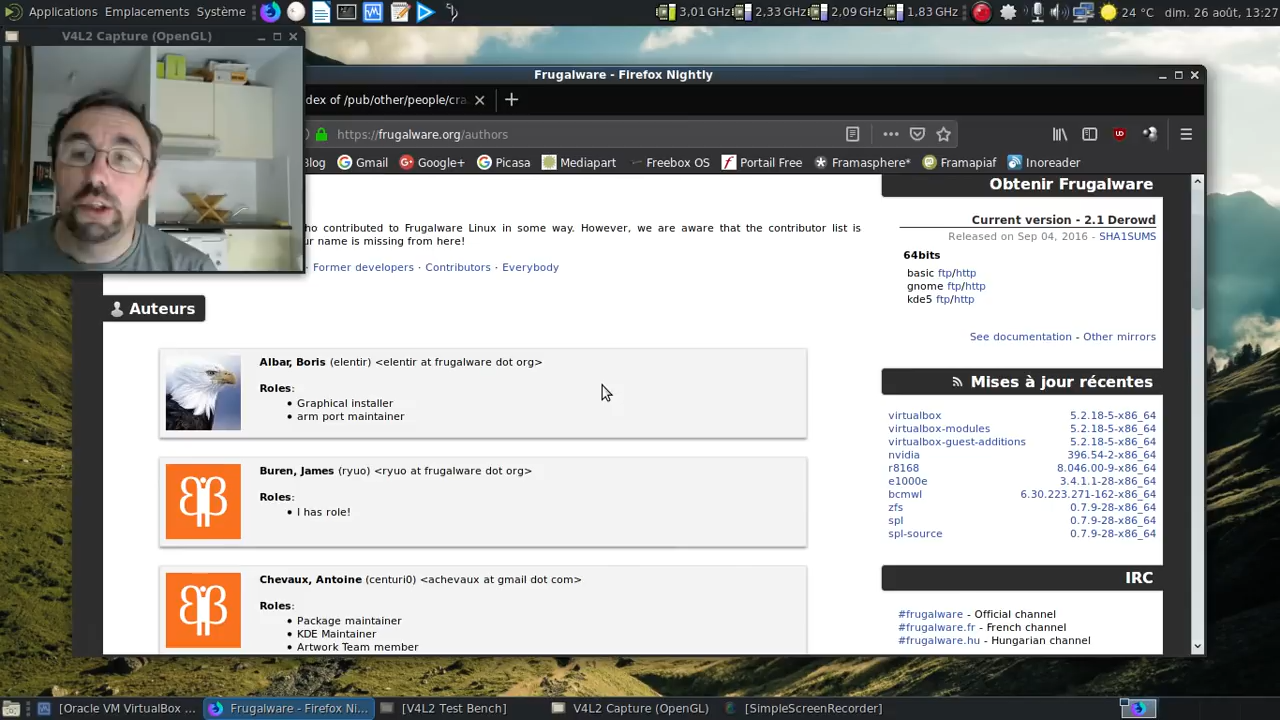 Applications Emplacements Système
3,01 GHz 2,33 GHz 2,09 GHz 1,83 GHz
24 °C dim. 26 août, 13:27
V4L2 Capture (OpenGL)
Frugalware - Firefox Nightly
dex of /pub/other/people/cra
https://frugalware.org/authors
log Gmail Google+ Picasa Mediapart Freebox OS Portail Free Framasphère* Framapiaf Inoreader
ho contributed to Frugalware Linux in some way. However, we are aware that the contributor list is
ur name is missing from here!
Former developers · Contributors · Everybody
Auteurs
Albar, Boris (elentir) <elentir at frugalware dot org>
Roles:
• Graphical installer
• arm port maintainer
Buren, James (ryuo) <ryuo at frugalware dot org>
Roles:
• I has role!
Chevaux, Antoine (centuri0) <achevaux at gmail dot com>
Roles:
• Package maintainer
• KDE Maintainer
• Artwork Team member
Obtenir Frugalware
Current version - 2.1 Derowd
Released on Sep 04, 2016 - SHA1SUMS
64bits
basic ftp/http
gnome ftp/http
kde5 ftp/http
See documentation - Other mirrors
Mises à jour récentes
virtualbox 5.2.18-5-x86_64
virtualbox-modules 5.2.18-5-x86_64
virtualbox-guest-additions 5.2.18-5-x86_64
nvidia 396.54-2-x86_64
r8168 8.046.00-9-x86_64
e1000e 3.4.1.1-28-x86_64
bcmwl 6.30.223.271-162-x86_64
zfs 0.7.9-28-x86_64
spl 0.7.9-28-x86_64
spl-source 0.7.9-28-x86_64
IRC
#frugalware - Official channel
#frugalware.fr - French channel
#frugalware.hu - Hungarian channel
[Oracle VM VirtualBox ... Frugalware - Firefox Ni... [V4L2 Test Bench] V4L2 Capture (OpenGL) [SimpleScreenRecorder]